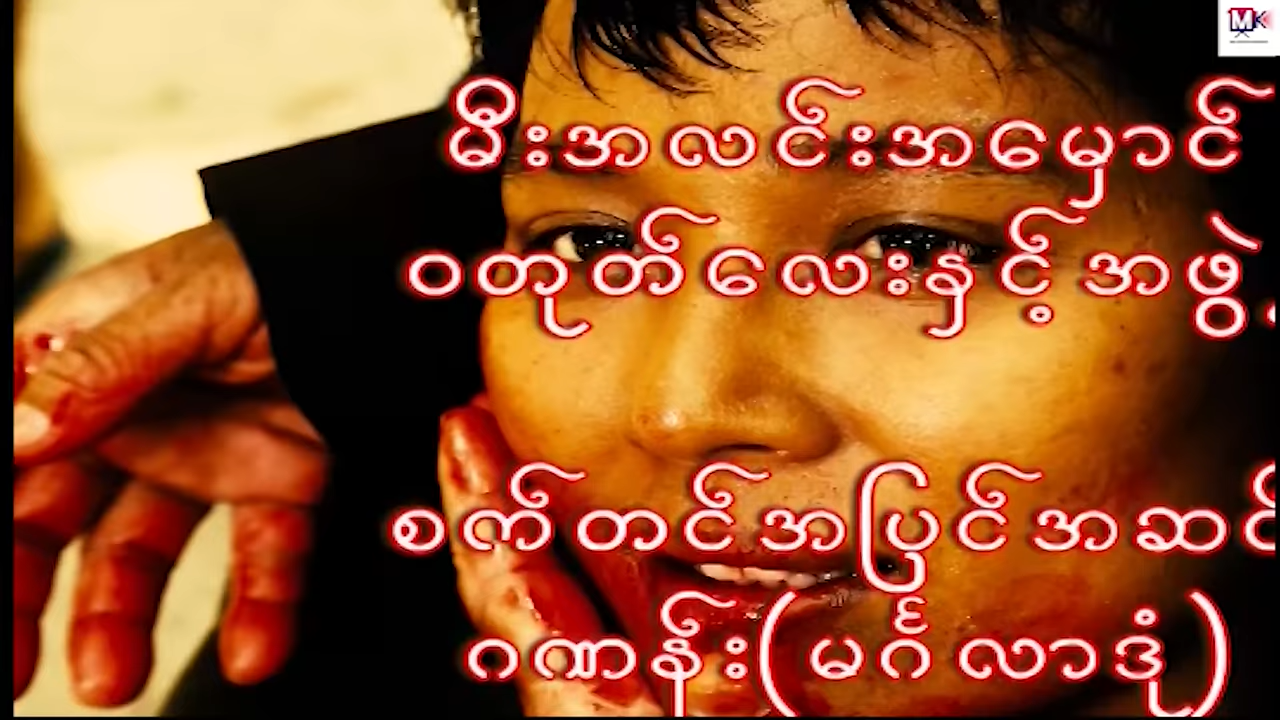 MK
မီးအလင်းအမှောင်
ဝတုတ်လေးနှင့်အဖွဲ့
စက်တင်အပြင်အဆင်
ဂဏန်း(မင်္ဂလာဒုံ)